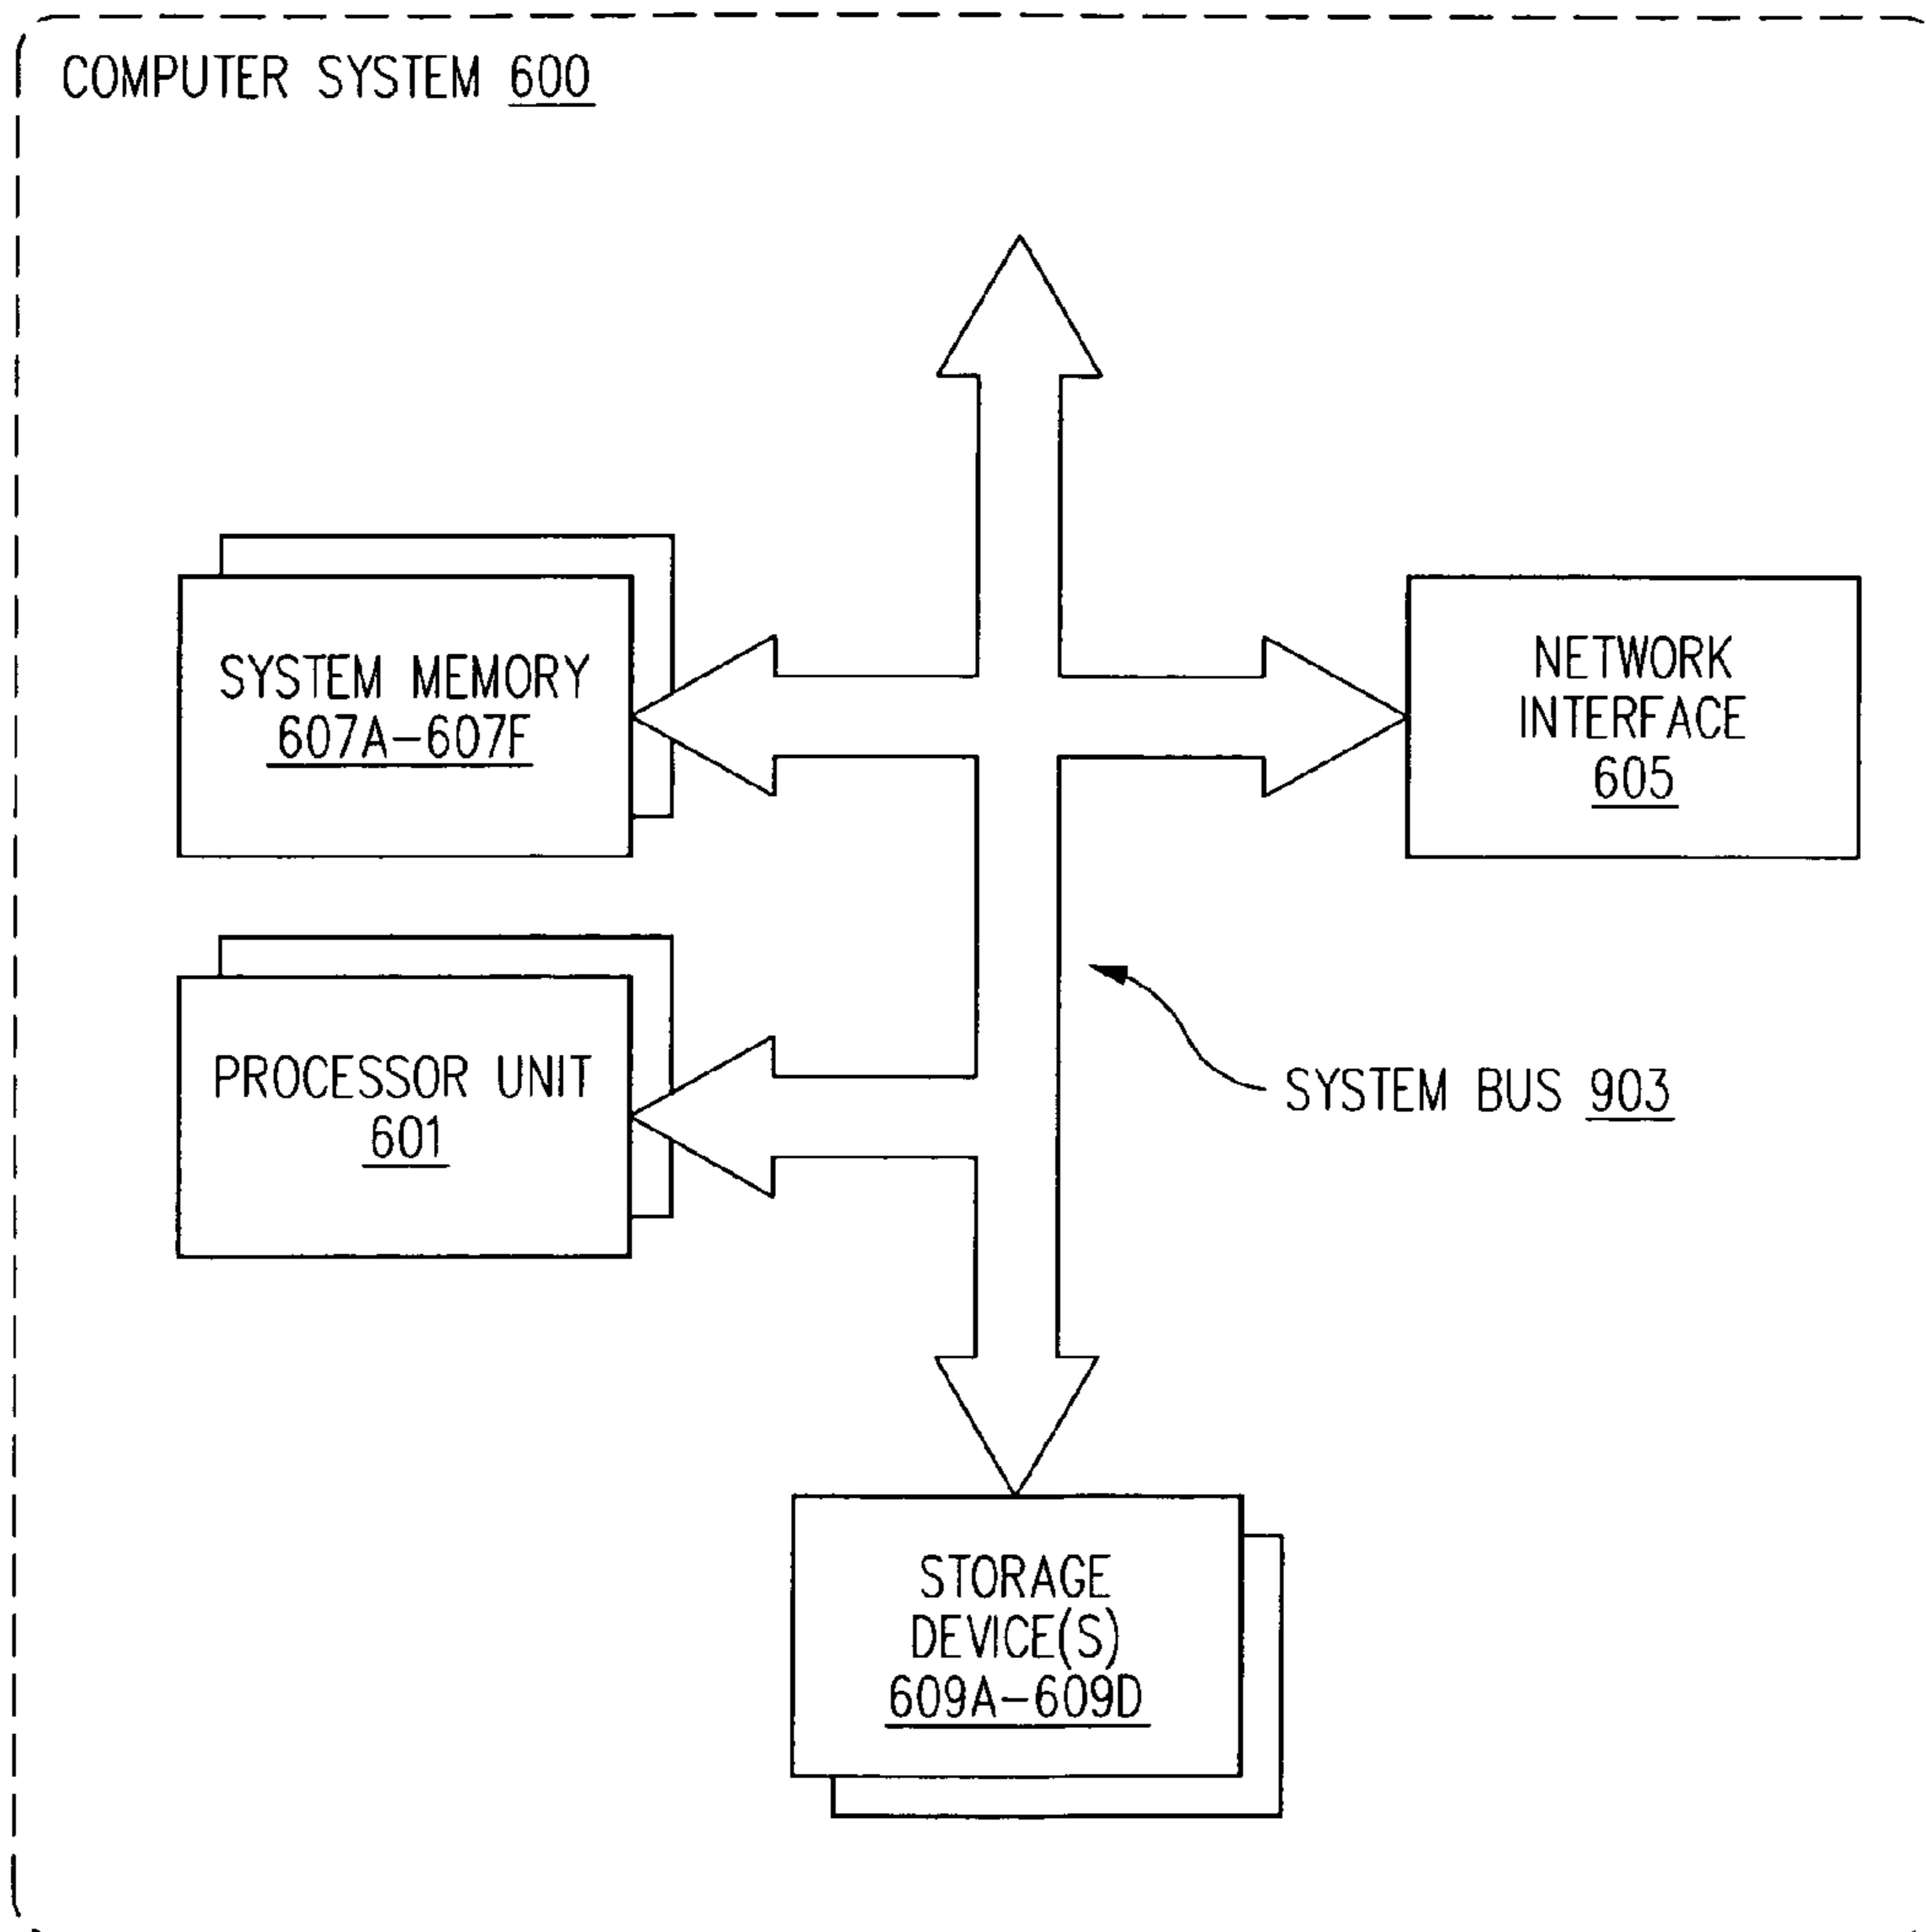 COMPUTER SYSTEM 600
SYSTEM MEMORY
607A-607F
NETWORK
INTERFACE
605
PROCESSOR UNIT
601
SYSTEM BUS 903
STORAGE
DEVICE(S)
609A-609D